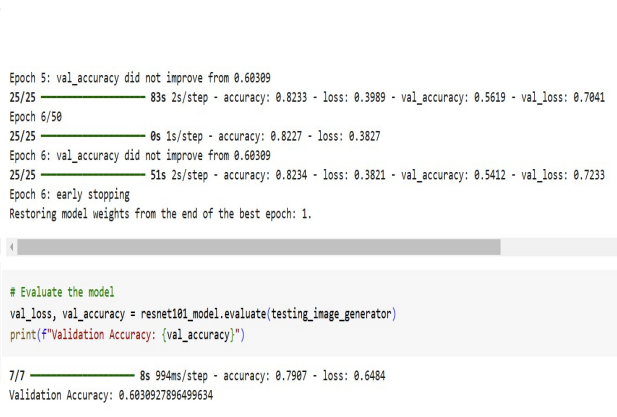 Epoch 5: val_accuracy did not improve from 0.60309
25/25 ━━━━━━━━━━━━━━━━━━━━ 83s 2s/step - accuracy: 0.8233 - loss: 0.3989 - val_accuracy: 0.5619 - val_loss: 0.7041
Epoch 6/50
25/25 ━━━━━━━━━━━━━━━━━━━━ 0s 1s/step - accuracy: 0.8227 - loss: 0.3827
Epoch 6: val_accuracy did not improve from 0.60309
25/25 ━━━━━━━━━━━━━━━━━━━━ 51s 2s/step - accuracy: 0.8234 - loss: 0.3821 - val_accuracy: 0.5412 - val_loss: 0.7233
Epoch 6: early stopping
Restoring model weights from the end of the best epoch: 1.
# Evaluate the model
val_loss, val_accuracy = resnet101_model.evaluate(testing_image_generator)
print(f"Validation Accuracy: {val_accuracy}")
7/7 ━━━━━━━━━━━━━━━━━━━━ 8s 994ms/step - accuracy: 0.7907 - loss: 0.6484
Validation Accuracy: 0.6030927896499634